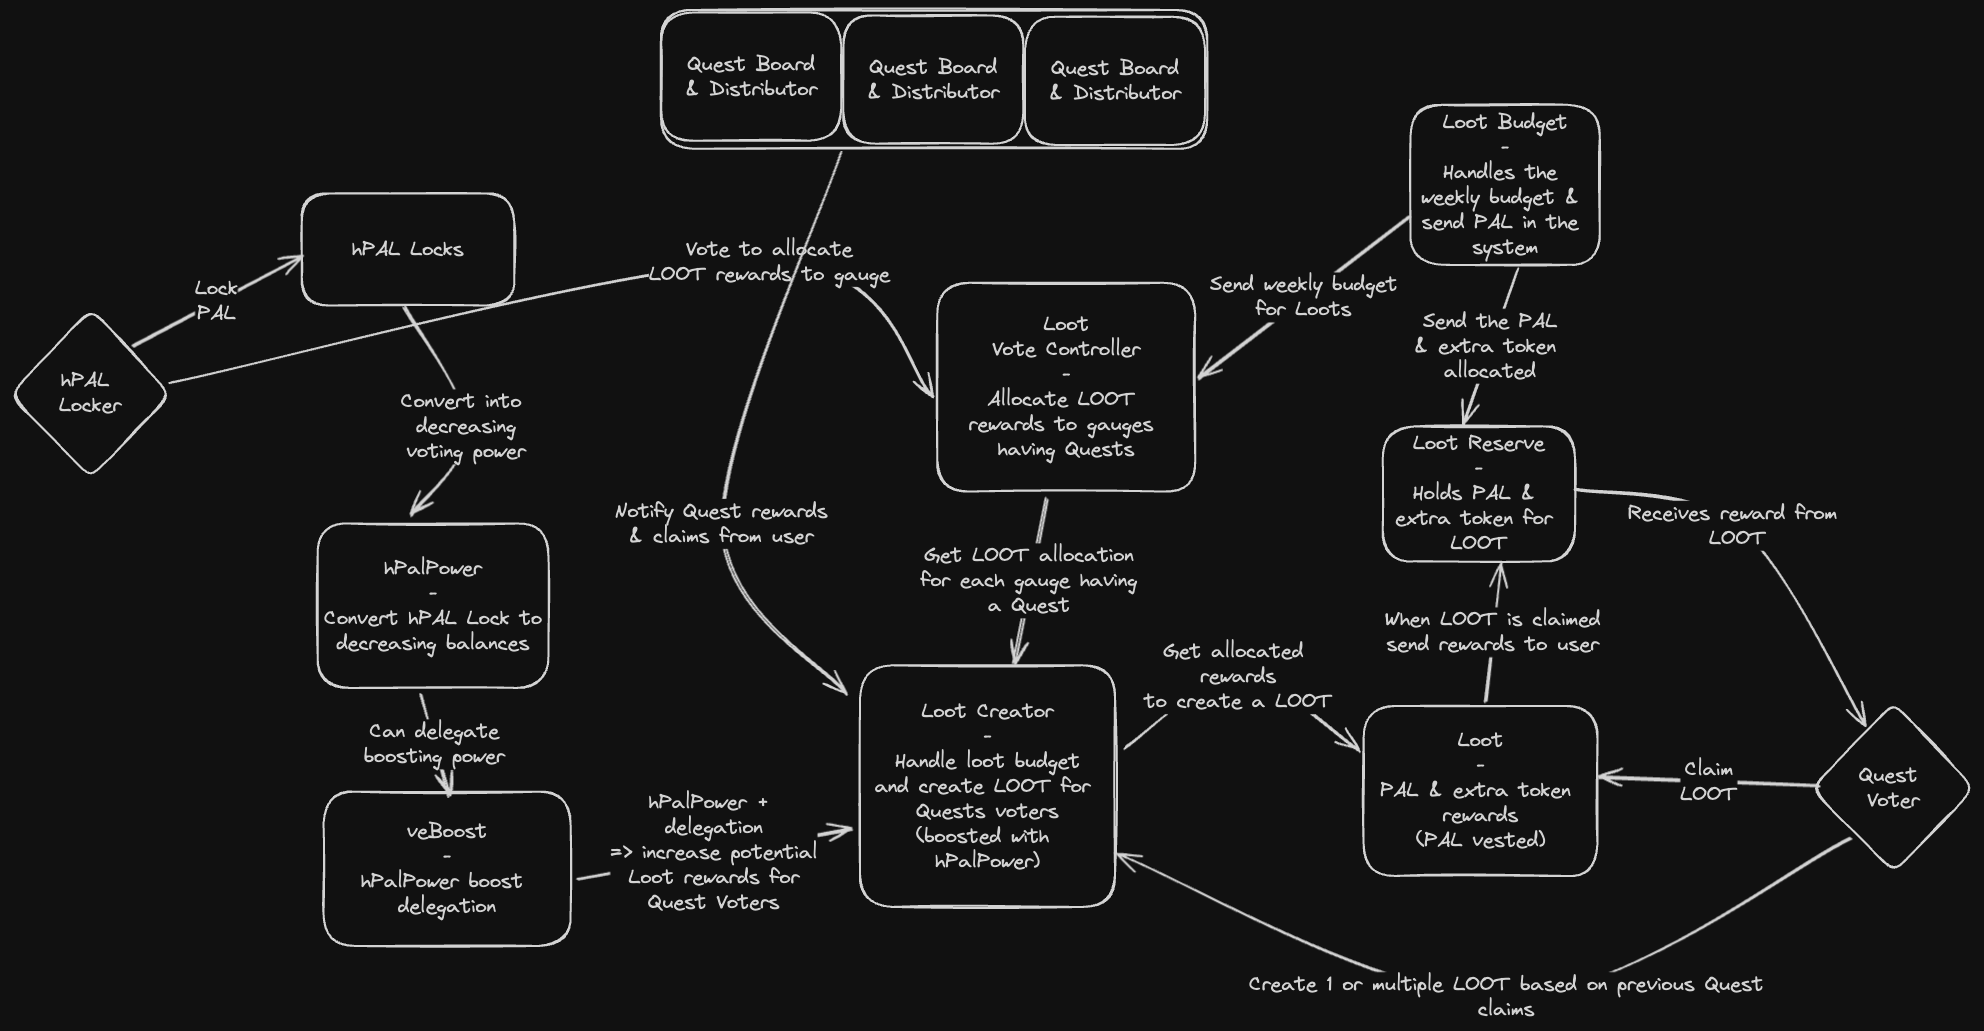 Quest Board
& Distributor
Quest Board
& Distributor
Quest Board
& Distributor
Loot Budget
-
Handles the
weekly budget &
send PAL in the
system
hPAL Locks
Vote to allocate
LOOT rewards to gauge
Lock
PAL
Send weekly budget
for Loots
hPAL
Locker
Loot
Vote Controller
-
Allocate LOOT
rewards to gauges
having Quests
Send the PAL
& extra token
allocated
Convert into
decreasing
voting power
Loot Reserve
-
Holds PAL &
extra token for
LOOT
Notify Quest rewards
& claims from user
Receives reward from
LOOT
hPalPower
-
Convert hPAL Lock to
decreasing balances
Get LOOT allocation
for each gauge having
a Quest
When LOOT is claimed
send rewards to user
Get allocated
rewards
to create a LOOT
Can delegate
boosting power
Loot Creator
-
Handle loot budget
and create LOOT for
Quests voters
(boosted with
hPalPower)
Loot
-
PAL & extra token
rewards
(PAL vested)
Claim
LOOT
Quest
Voter
veBoost
-
hPalPower boost
delegation
hPalPower +
delegation
=> increase potential
Loot rewards for
Quest Voters
Create 1 or multiple LOOT based on previous Quest
claims